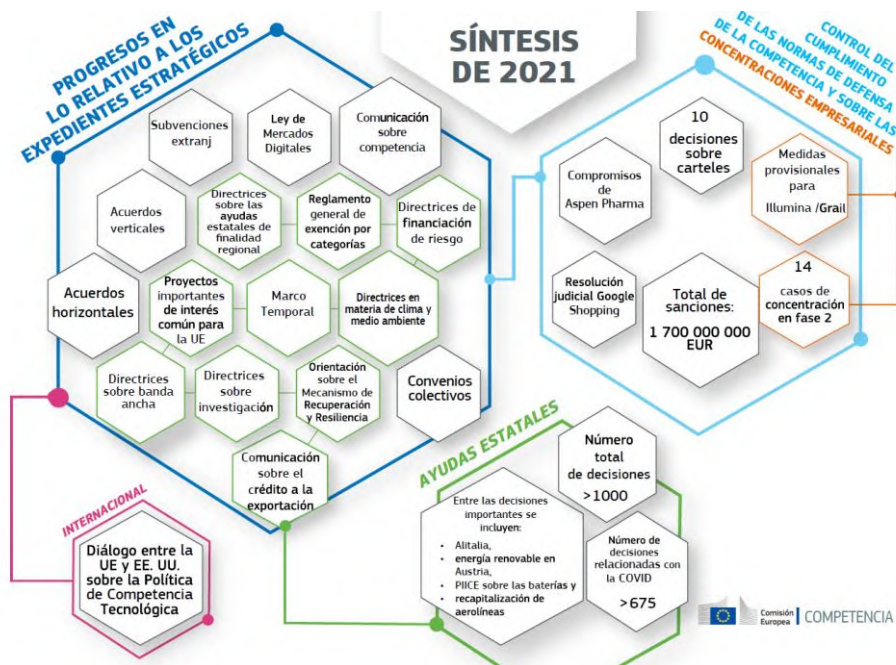 SÍNTESIS
DE 2021
PROGRESOS EN
LO RELATIVO A LOS
EXPEDIENTES ESTRATÉGICOS
Subvenciones
extranj
Ley de
Mercados
Digitales
Comunicación
sobre
competencia
Acuerdos
verticales
Directrices
sobre las
ayudas
estatales de
finalidad
regional
Reglamento
general de
exención por
categorías
Directrices de
financiación
de riesgo
Acuerdos
horizontales
Proyectos
importantes
de interés
común para
la UE
Marco
Temporal
Directrices en
materia de clima y
medio ambiente
Directrices
sobre banda
ancha
Directrices
sobre
investigación
Orientación
sobre el
Mecanismo de
Recuperación
y Resiliencia
Convenios
colectivos
Comunicación
sobre el
crédito a la
exportación
CONTROL DEL
CUMPLIMIENTO
DE LAS NORMAS DE DEFENSA
DE LA COMPETENCIA Y SOBRE LAS
CONCENTRACIONES EMPRESARIALES
10
decisiones
sobre
carteles
Compromisos
de
Aspen Pharma
Medidas
provisionales
para
Illumina /Grail
Resolución
judicial Google
Shopping
Total de
sanciones:
1 700 000 000
EUR
14
casos de
concentración
en fase 2
AYUDAS ESTATALES
Número
total
de decisiones
>1000
Entre las decisiones
importantes se
incluyen:
• Alitalia,
• energía renovable en
Austria,
• PIICE sobre las baterías y
• recapitalización de
aerolíneas
Número de
decisiones
relacionadas con
la COVID
>675
INTERNACIONAL
Diálogo entre la
UE y EE. UU.
sobre la Política
de Competencia
Tecnológica
Comisión
Europea
COMPETENCIA